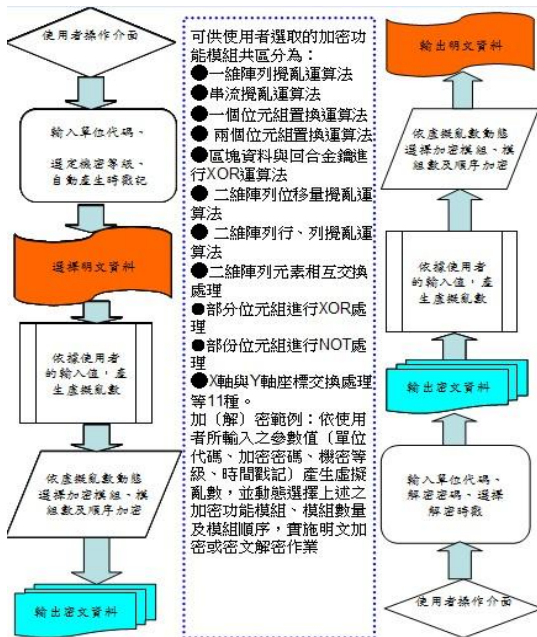 使用者操作介面
輸入單位代碼、
選定機密等級、
自動產生時戳記
選擇明文資料
依據使用者
的輸入值，產
生虛擬亂數
依虛擬亂數動態
選擇加密模組、模
組數及順序加密
輸出密文資料
可供使用者選取的加密功
能模組共區分為：
●一維陣列攪亂運算法
●串流攪亂運算法
●一個位元組置換運算法
● 兩個位元組置換運算法
●區塊資料與回合金鑰進
行XOR運算法
● 二維陣列位移量攪亂運
算法
● 二維陣列行、列攪亂運
算法
●二維陣列元素相互交換
處理
●部分位元組進行XOR處
理
●部份位元組進行NOT處
理
●X軸與Y軸座標交換處理
等11種。
加〔解〕密範例：依使用
者所輸入之參數值〔單位
代碼、加密密碼、機密等
級、時間戳記〕產生虛擬
亂數，並動態選擇上述之
加密功能模組、模組數量
及模組順序，實施明文加
密或密文解密作業
輸出明文資料
依虛擬亂數動態
選擇加密模組、模
組數及順序加密
依據使用者
的輸入值，產
生虛擬亂數
輸出密文資料
輸入單位代碼、
解密密碼、選擇
解密時戳
使用者操作介面